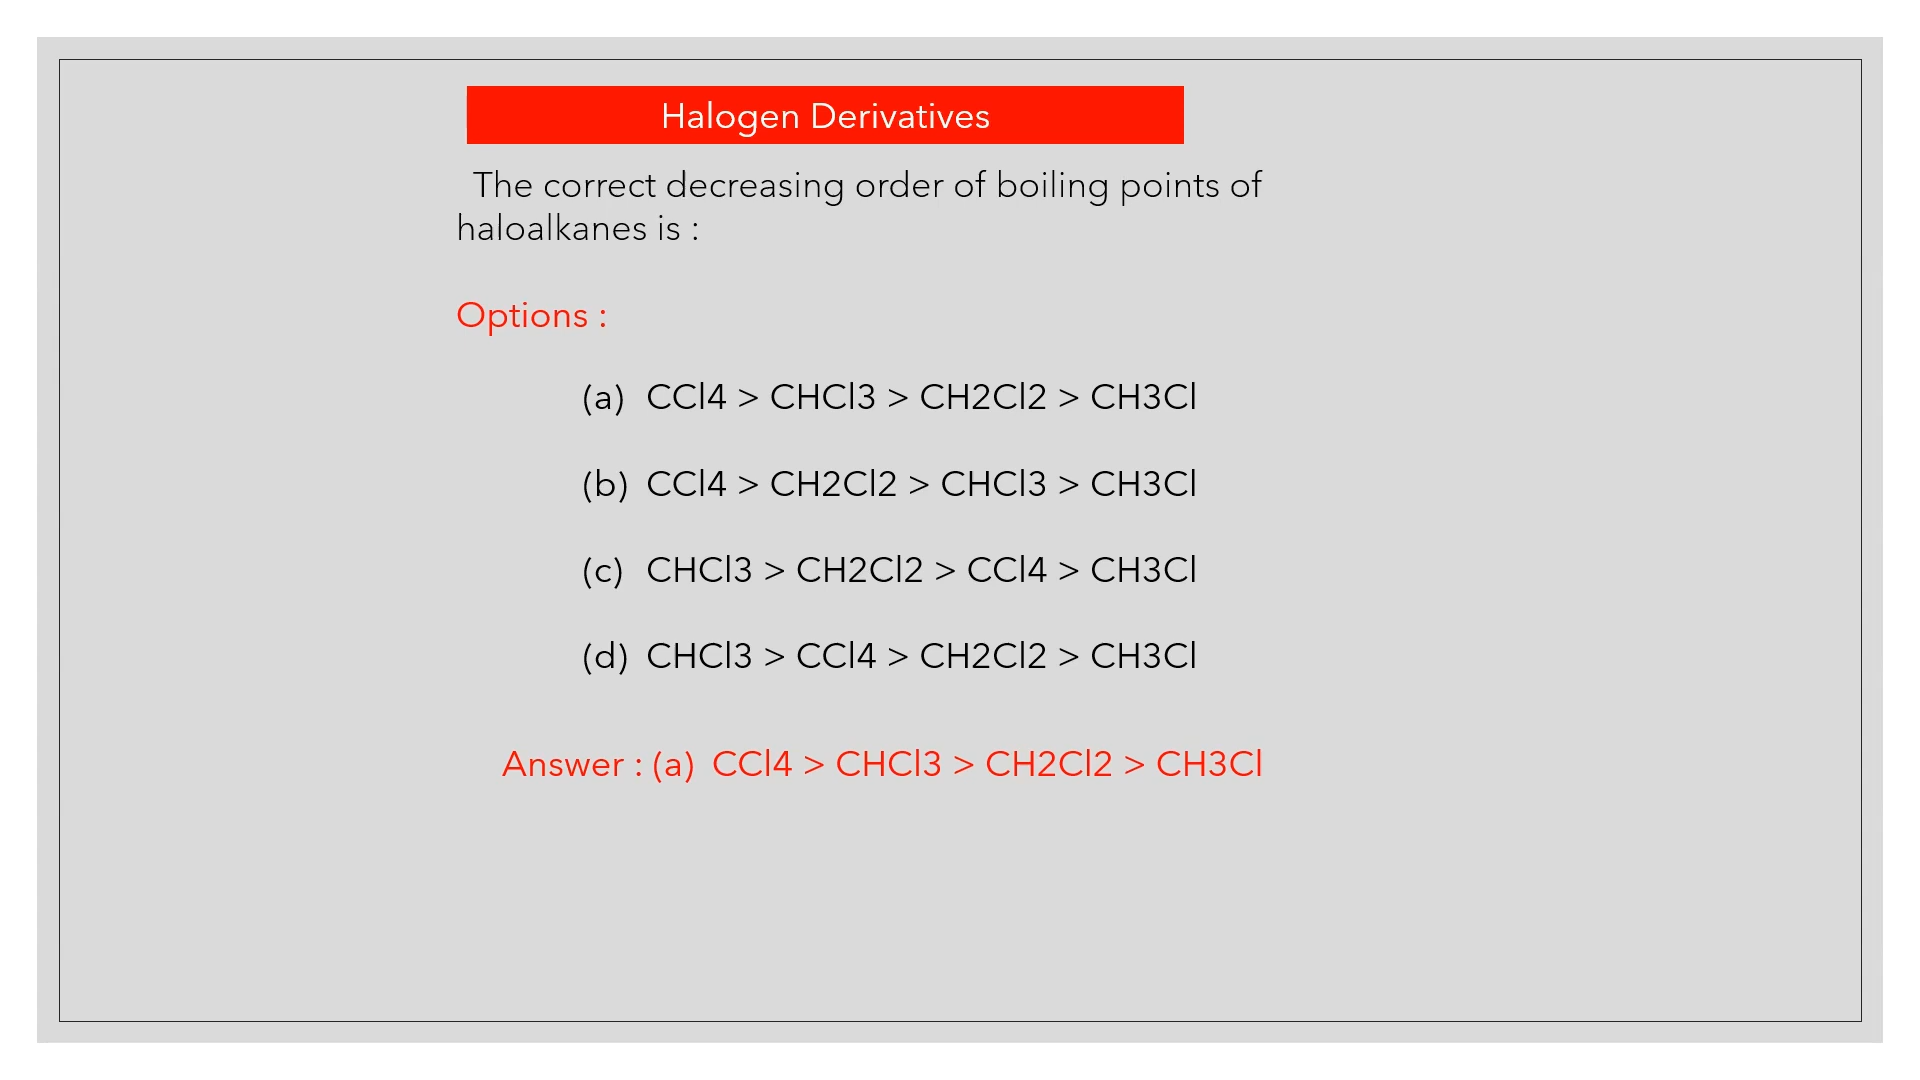 Halogen Derivatives
The correct decreasing order of boiling points of
haloalkanes is :
Options :
(a) CCl4 > CHCl3 > CH2Cl2 > CH3Cl
(b) CCl4 > CH2Cl2 > CHCl3 > CH3Cl
(c) CHCl3 > CH2Cl2 > CCl4 > CH3Cl
(d) CHCl3 > CCl4 > CH2Cl2 > CH3Cl
Answer : (a) CCl4 > CHCl3 > CH2Cl2 > CH3Cl